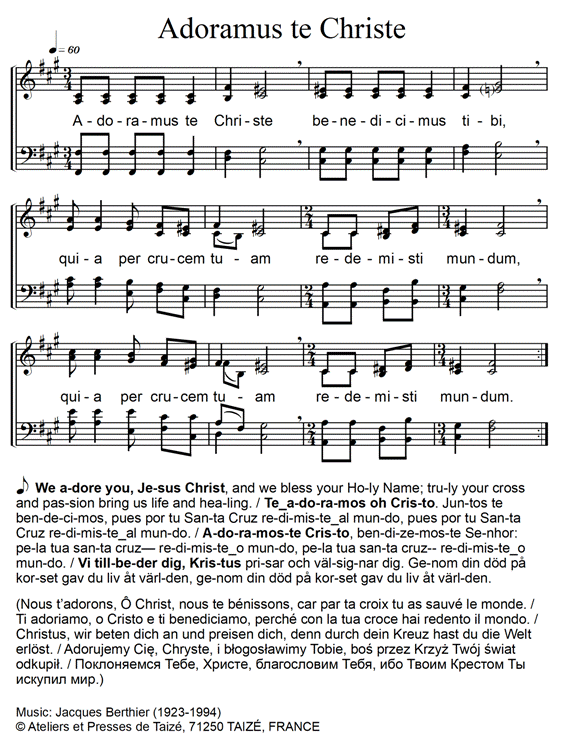 Adoramus te Christe
= 60
A - do - ra - mus te Chri - ste be - ne - di - ci - mus ti - bi,
qui - a per cru - cem tu - am re - de - mi - sti mun - dum,
qui - a per cru - cem tu - am re - de - mi - sti mun - dum.
We a-dore you, Je-sus Christ, and we bless your Ho-ly Name; tru-ly your cross
and pas-sion bring us life and hea-ling. / Te_a-do-ra-mos oh Cris-to. Jun-tos te
ben-de-ci-mos, pues por tu San-ta Cruz re-di-mis-te_al mun-do, pues por tu San-ta
Cruz re-di-mis-te_al mun-do. / A-do-ra-mos-te Cris-to, ben-di-ze-mos-te Se-nhor:
pe-la tua san-ta cruz— re-di-mis-te_o mun-do, pe-la tua san-ta cruz-- re-di-mis-te_o
mun-do. / Vi till-be-der dig, Kris-tus pri-sar och väl-sig-nar dig. Ge-nom din död på
kor-set gav du liv åt värl-den, ge-nom din död på kor-set gav du liv åt värl-den.
(Nous t'adorons, Ô Christ, nous te bénissons, car par ta croix tu as sauvé le monde. /
Ti adoriamo, o Cristo e ti benediciamo, perché con la tua croce hai redento il mondo. /
Christus, wir beten dich an und preisen dich, denn durch dein Kreuz hast du die Welt
erlöst. / Adorujemy Cię, Chryste, i błogosławimy Tobie, boś przez Krzyż Twój świat
odkupił. / Поклоняемся Тебе, Христе, благословим Тебя, ибо Твоим Крестом Ты
искупил мир.)
Music: Jacques Berthier (1923-1994)
© Ateliers et Presses de Taizé, 71250 TAIZÉ, FRANCE